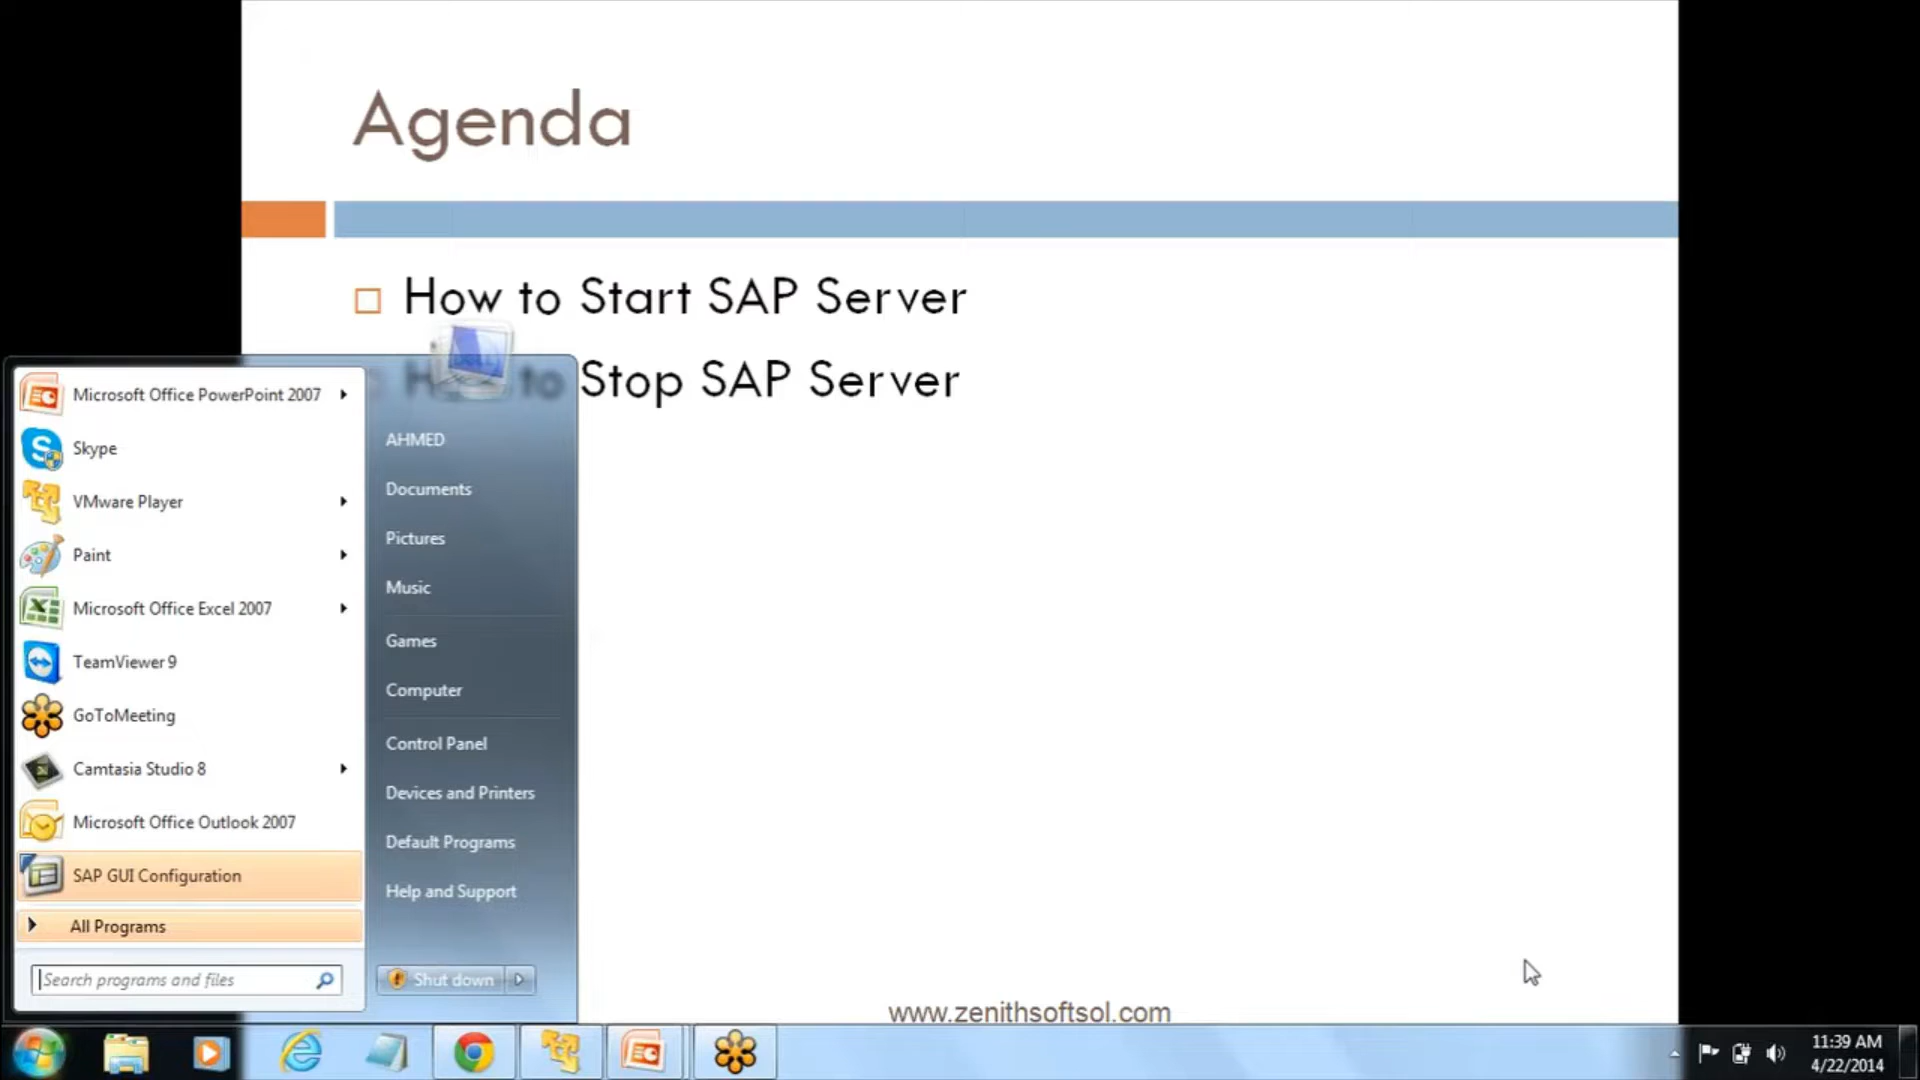 Agenda
How to Start SAP Server
How to Stop SAP Server
Microsoft Office PowerPoint 2007
Skype
VMware Player
Paint
Microsoft Office Excel 2007
TeamViewer 9
GoToMeeting
Camtasia Studio 8
Microsoft Office Outlook 2007
SAP GUI Configuration
All Programs
Search programs and files
AHMED
Documents
Pictures
Music
Games
Computer
Control Panel
Devices and Printers
Default Programs
Help and Support
Shut down
www.zenithsoftsol.com
11:39 AM
4/22/2014